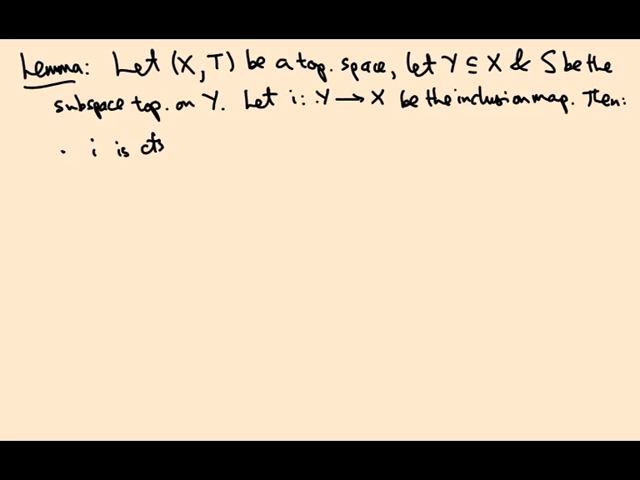 Lemma: Let (X, T) be a top. space, let Y ⊆ X & S be the
subspace top. on Y. Let i: Y → X be the inclusion map. Then:
· i is cts